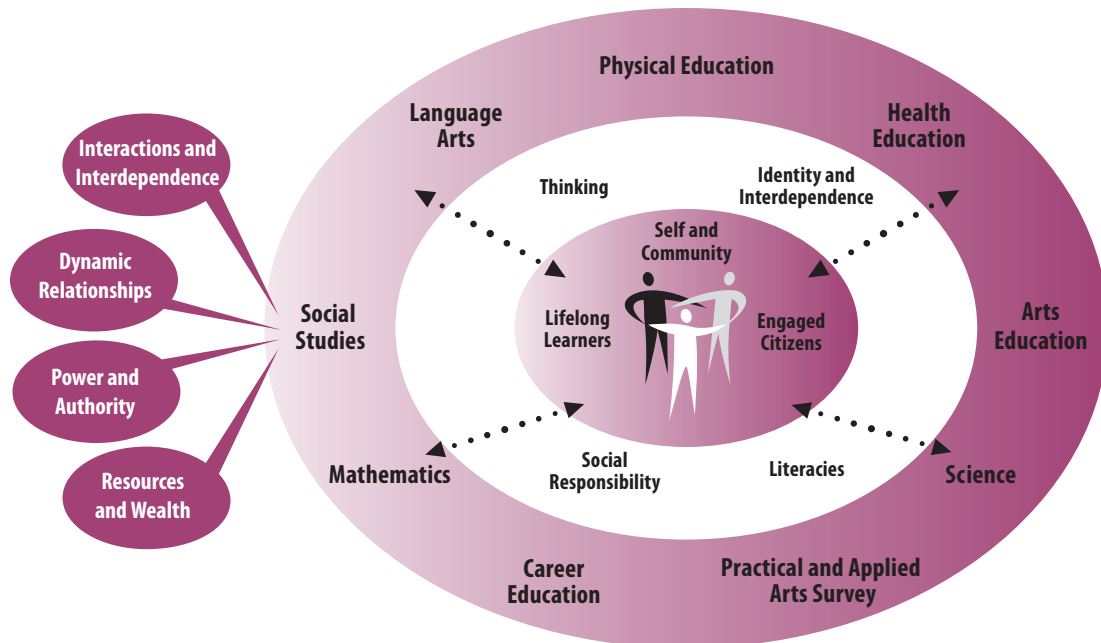 Physical Education
Language
Arts
Health
Education
Interactions and
Interdependence
Thinking
Identity and
Interdependence
Self and
Community
Dynamic
Relationships
Social
Studies
Lifelong
Learners
Engaged
Citizens
Arts
Education
Power and
Authority
Mathematics
Social
Responsibility
Literacies
Science
Resources
and Wealth
Career
Education
Practical and Applied
Arts Survey